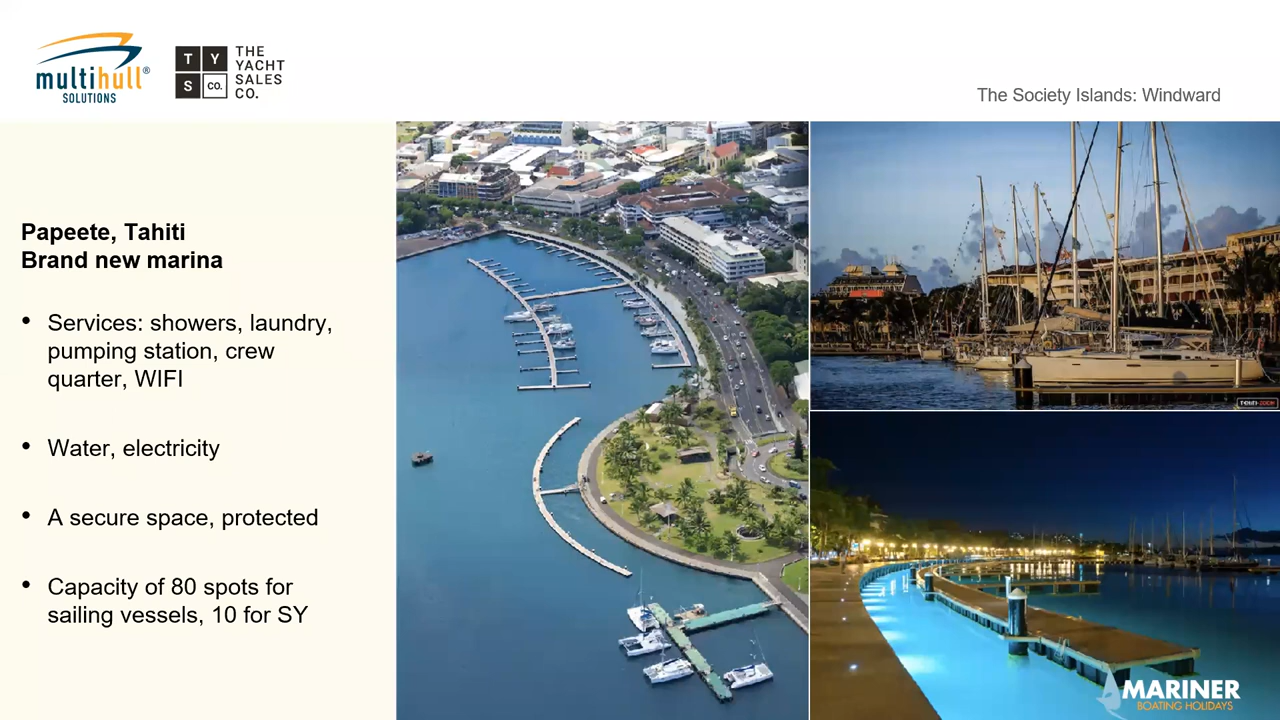 multihull®
SOLUTIONS
T Y
S CO.
THE
YACHT
SALES
CO.
The Society Islands: Windward
Papeete, Tahiti
Brand new marina
• Services: showers, laundry,
pumping station, crew
quarter, WIFI
• Water, electricity
• A secure space, protected
• Capacity of 80 spots for
sailing vessels, 10 for SY
MARINER
BOATING HOLIDAYS